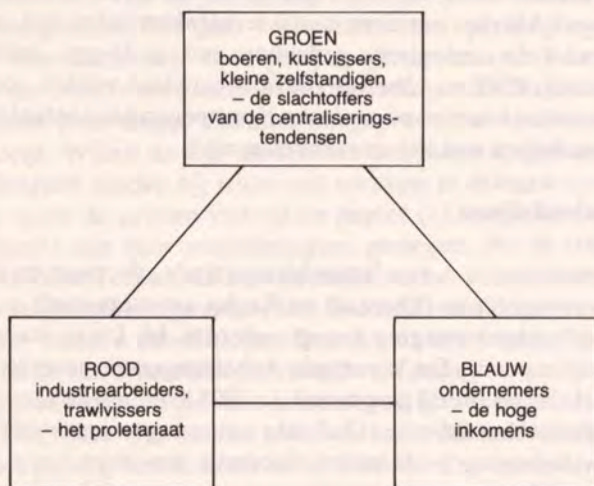 GROEN
boeren, kustvissers,
kleine zelfstandigen
– de slachtoffers
van de centraliserings-
tendensen
ROOD
industriearbeiders,
trawlvissers
– het proletariaat
BLAUW
ondernemers
– de hoge
inkomens